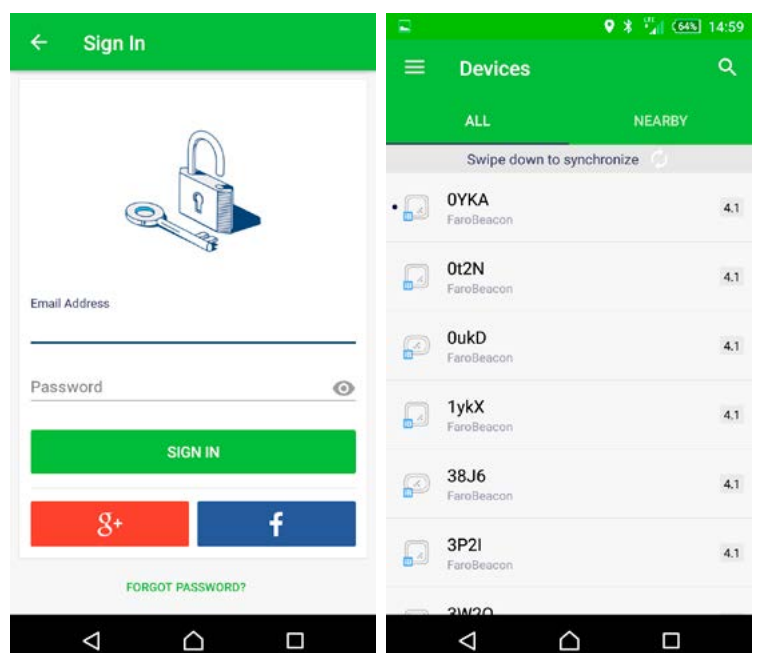 Sign In
Email Address
Password
SIGN IN
g+
f
FORGOT PASSWORD?
LTE 64% 14:59
Devices
ALL NEARBY
Swipe down to synchronize
0YKA
FaroBeacon
4.1
0t2N
FaroBeacon
4.1
0ukD
FaroBeacon
4.1
1ykX
FaroBeacon
4.1
38J6
FaroBeacon
4.1
3P2I
FaroBeacon
4.1